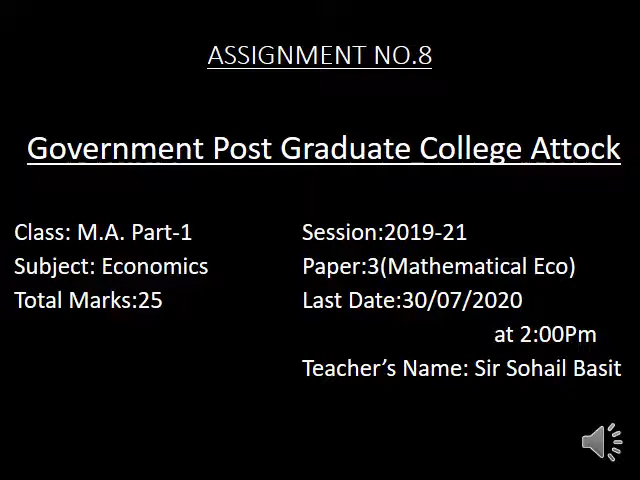 ASSIGNMENT NO.8
Government Post Graduate College Attock
Class: M.A. Part-1
Session:2019-21
Subject: Economics
Paper:3(Mathematical Eco)
Total Marks:25
Last Date:30/07/2020
at 2:00Pm
Teacher’s Name: Sir Sohail Basit